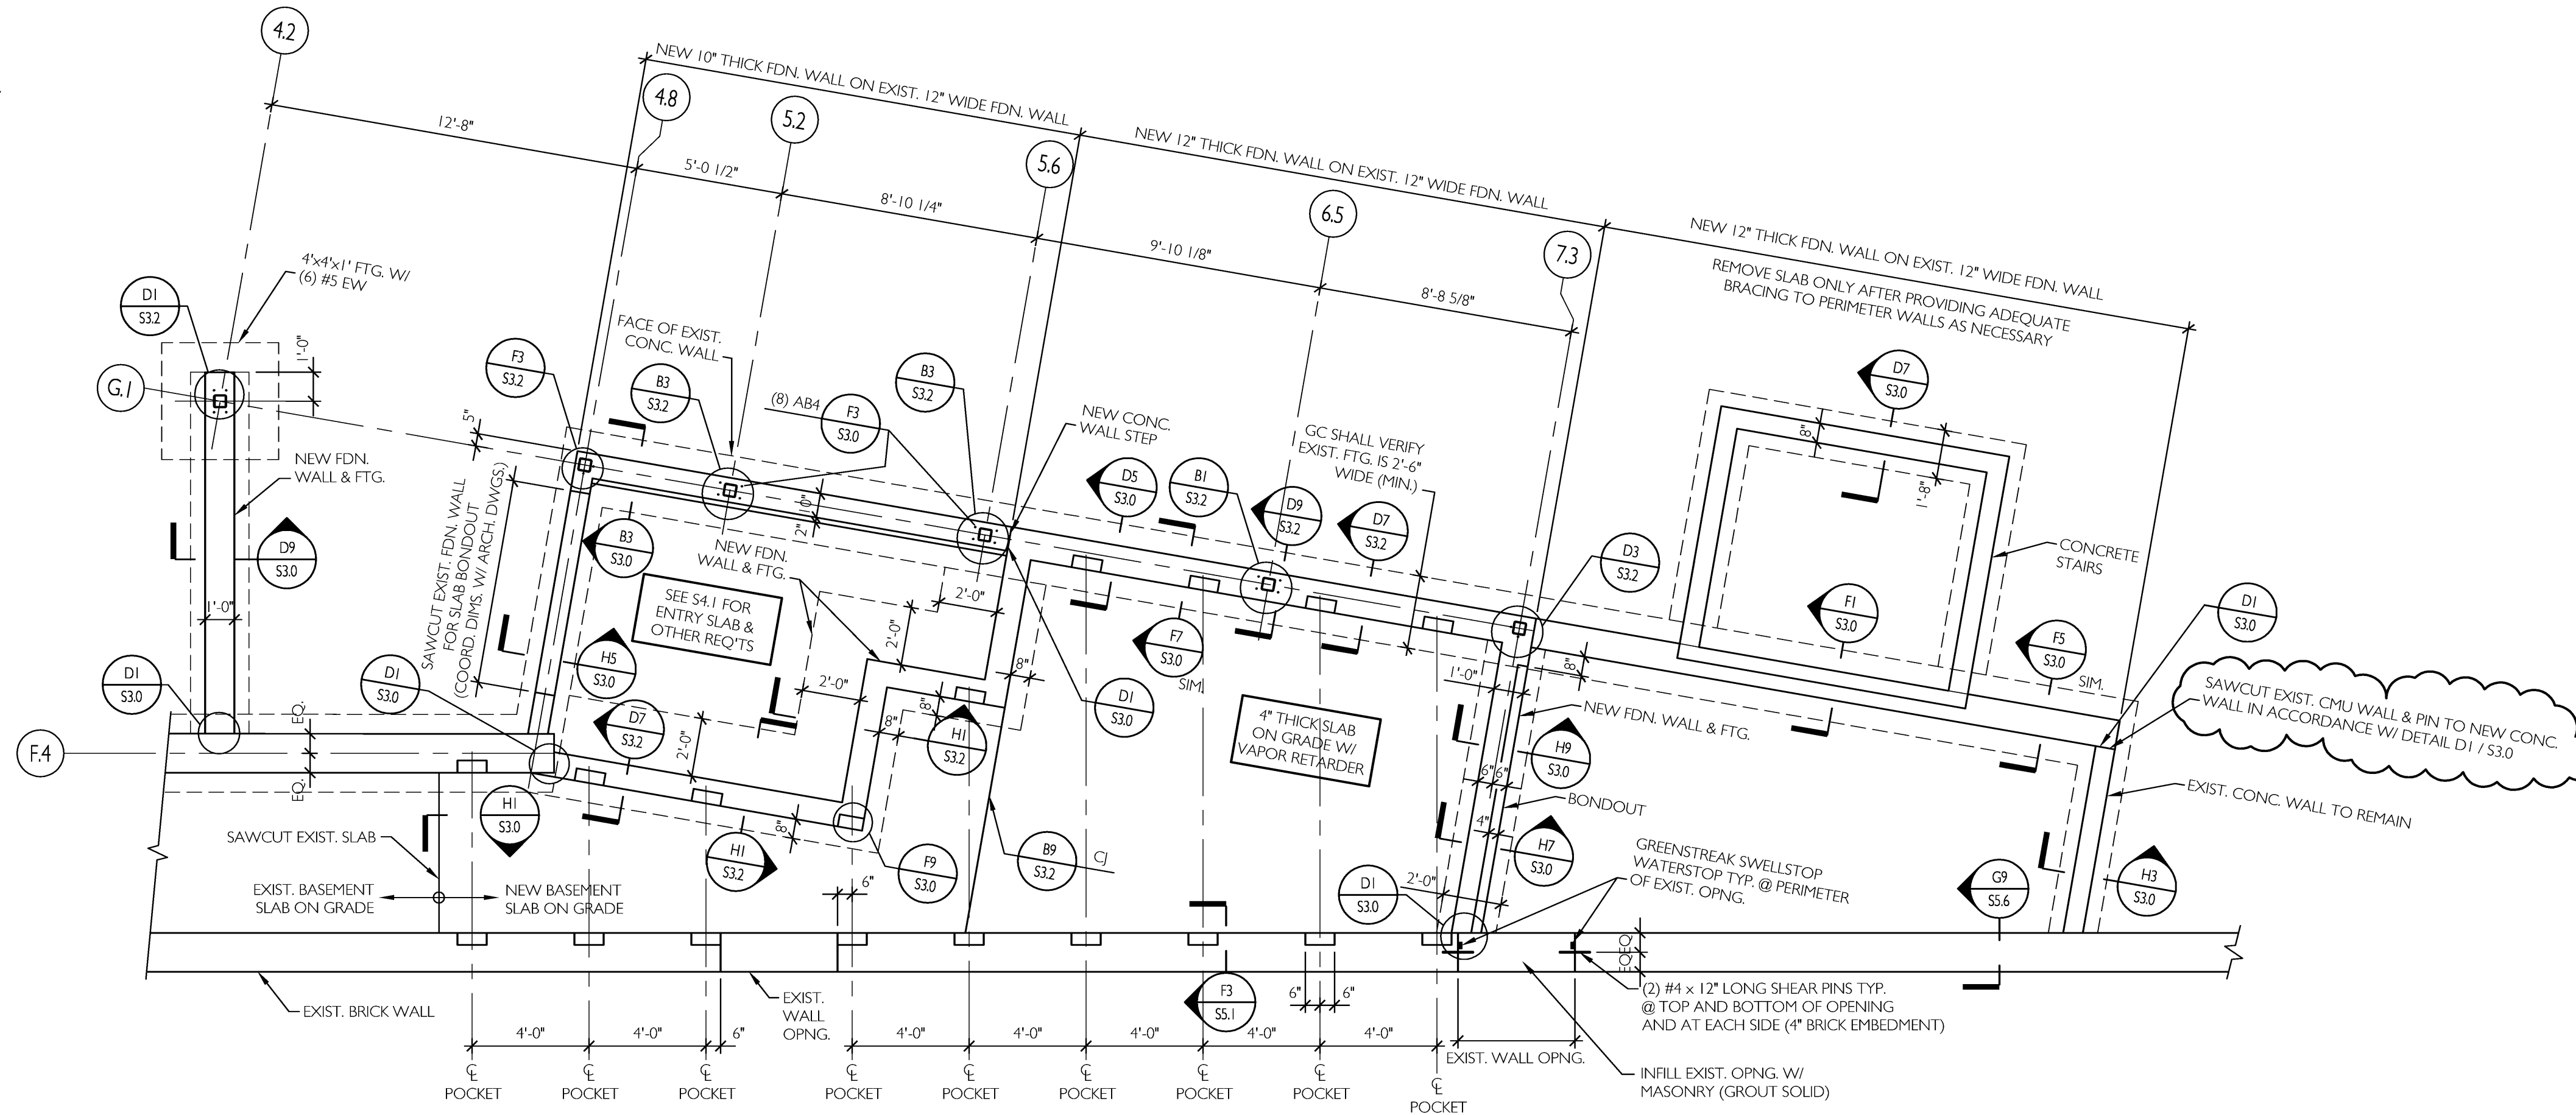 4.2
NEW 10" THICK FDN. WALL ON EXIST. 12" WIDE FDN. WALL
4.8
5.2
5.6
NEW 12" THICK FDN. WALL ON EXIST. 12" WIDE FDN. WALL
6.5
7.3
NEW 12" THICK FDN. WALL ON EXIST. 12" WIDE FDN. WALL
REMOVE SLAB ONLY AFTER PROVIDING ADEQUATE
BRACING TO PERIMETER WALLS AS NECESSARY
12'-8"
5'-0 1/2"
8'-10 1/4"
9'-10 1/8"
8'-8 5/8"
4'x4'x1' FTG. W/
(6) #5 EW
D1
S3.2
1'-0"
G.1
FACE OF EXIST.
CONC. WALL
F3
S3.2
B3
S3.2
(8) AB4
F3
S3.0
B3
S3.2
NEW CONC.
WALL STEP
GC SHALL VERIFY
EXIST. FTG. IS 2'-6"
WIDE (MIN.)
D7
S3.0
8"
1'-8"
5"
NEW FDN.
WALL & FTG.
SAWCUT EXIST. FDN. WALL
FOR SLAB BONDOUT
(COORD. DIMS. W/ ARCH. DWGS.)
D5
S3.0
B1
S3.2
D9
S3.2
D7
S3.2
10"
2"
D9
S3.0
B3
S3.0
NEW FDN.
WALL & FTG.
D3
S3.2
CONCRETE
STAIRS
1'-0"
SEE S4.1 FOR
ENTRY SLAB &
OTHER REQ'TS
2'-0"
2'-0"
F1
S3.0
D1
S3.0
F7
S3.0
SIM.
F5
S3.0
SIM.
D1
S3.0
D1
S3.0
H5
S3.0
2'-0"
8"
D1
S3.0
1'-0"
8"
SAWCUT EXIST. CMU WALL & PIN TO NEW CONC.
WALL IN ACCORDANCE W/ DETAIL D1 / S3.0
F.4
EQ.
EQ.
D7
S3.2
2'-0"
8"
8"
H1
S3.2
4" THICK SLAB
ON GRADE W/
VAPOR RETARDER
NEW FDN. WALL & FTG.
H9
S3.0
6"
6"
EXIST. CONC. WALL TO REMAIN
H1
S3.0
BONDOUT
4"
SAWCUT EXIST. SLAB
8"
H1
S3.2
F9
S3.0
B9
S3.2
CJ
H7
S3.0
GREENSTREAK SWELLSTOP
WATERSTOP TYP. @ PERIMETER
OF EXIST. OPNG.
D1
S3.0
2'-0"
G9
S5.6
H3
S3.0
EXIST. BASEMENT
SLAB ON GRADE
NEW BASEMENT
SLAB ON GRADE
6"
EQ
EQ
EXIST. BRICK WALL
EXIST.
WALL
OPNG.
F3
S5.1
6"
6"
(2) #4 x 12" LONG SHEAR PINS TYP.
@ TOP AND BOTTOM OF OPENING
AND AT EACH SIDE (4" BRICK EMBEDMENT)
4'-0"
4'-0"
6"
4'-0"
4'-0"
4'-0"
4'-0"
4'-0"
EXIST. WALL OPNG.
INFILL EXIST. OPNG. W/
MASONRY (GROUT SOLID)
℄
POCKET
℄
POCKET
℄
POCKET
℄
POCKET
℄
POCKET
℄
POCKET
℄
POCKET
℄
POCKET
℄
POCKET